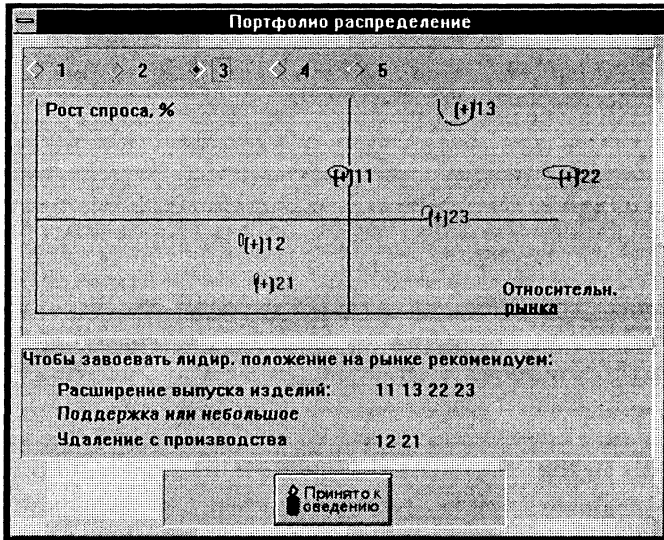 Портфолио распределение
1 2 3 4 5
Рост спроса, %
(+)13
(+)11
(+)22
(+)23
(+)12
(+)21
Относительн.
рынка
Чтобы завоевать лидир. положение на рынке рекомендуем:
Расширение выпуска изделий: 11 13 22 23
Поддержка или небольшое
Удаление с производства 12 21
Принято к
сведению